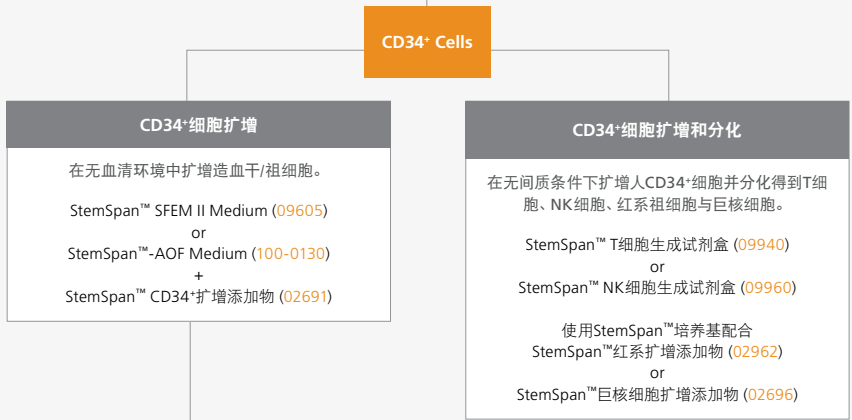 CD34⁺ Cells
CD34⁺细胞扩增
在无血清环境中扩增造血干/祖细胞。
StemSpan™ SFEM II Medium (09605)
or
StemSpan™-AOF Medium (100-0130)
+
StemSpan™ CD34⁺扩增添加物 (02691)
CD34⁺细胞扩增和分化
在无间质条件下扩增人CD34⁺细胞并分化得到T细
胞、NK细胞、红系祖细胞与巨核细胞。
StemSpan™ T细胞生成试剂盒 (09940)
or
StemSpan™ NK细胞生成试剂盒 (09960)
使用StemSpan™培养基配合
StemSpan™红系扩增添加物 (02962)
or
StemSpan™巨核细胞扩增添加物 (02696)